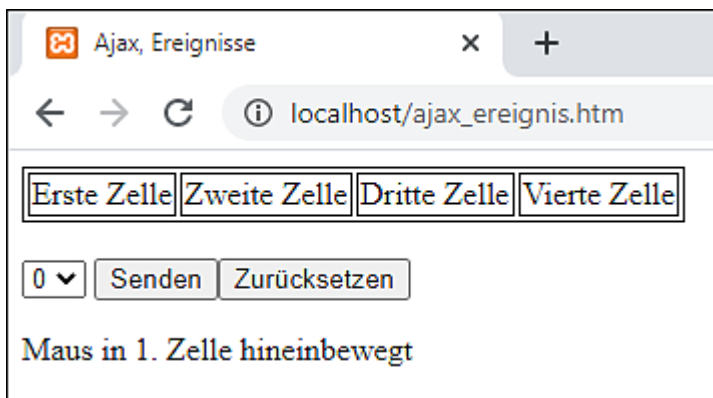 Ajax, Ereignisse
localhost/ajax_ereignis.htm
Erste Zelle Zweite Zelle Dritte Zelle Vierte Zelle
0 Senden Zurücksetzen
Maus in 1. Zelle hineinbewegt